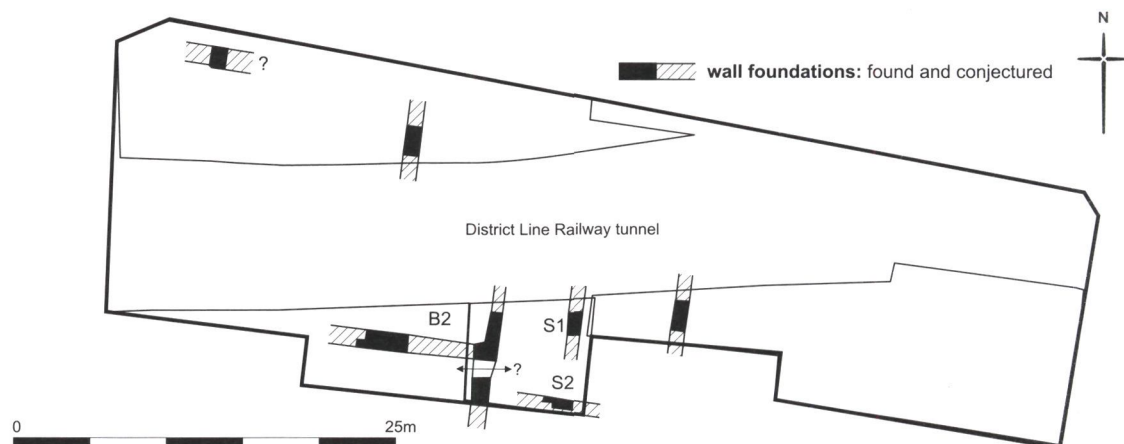 N
?
wall foundations: found and conjectured
District Line Railway tunnel
B2
S1
?
S2
0
25m